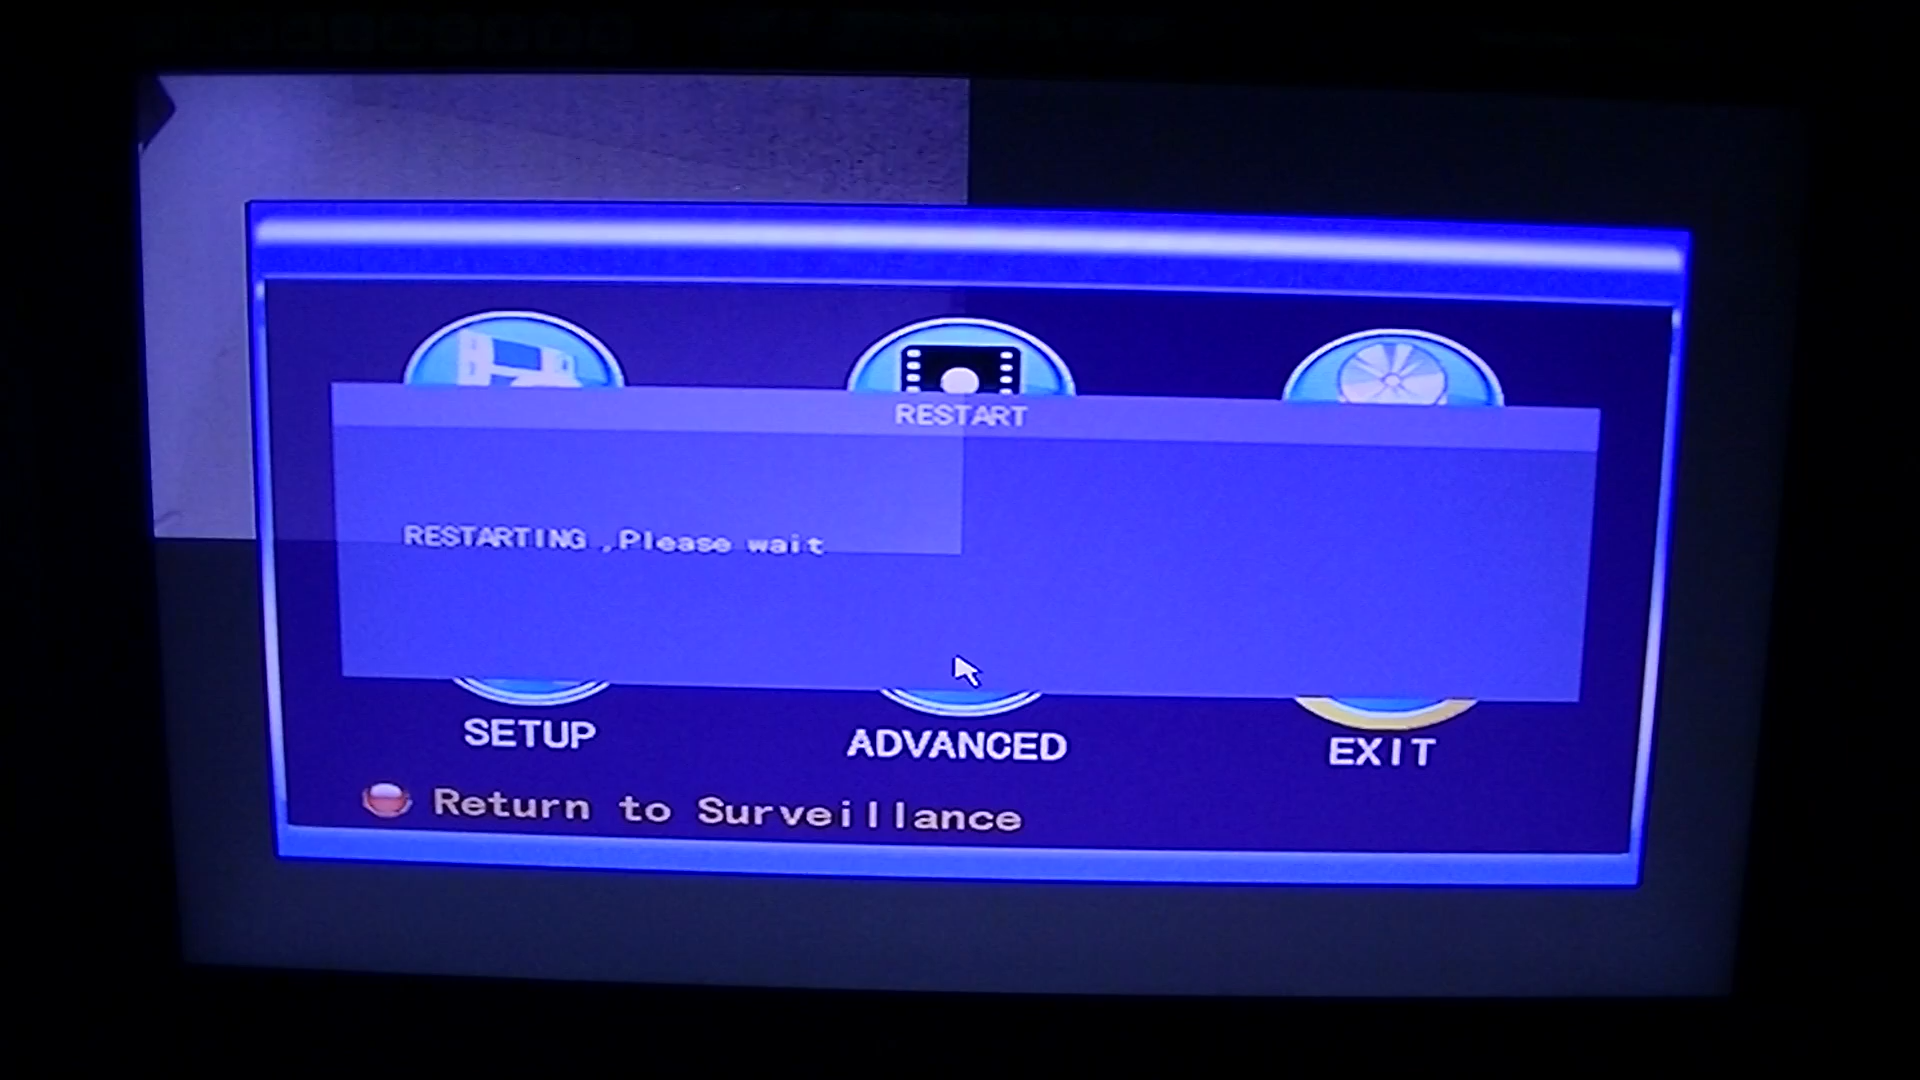 RESTART
RESTARTING ,Please wait
SETUP
ADVANCED
EXIT
Return to Surveillance